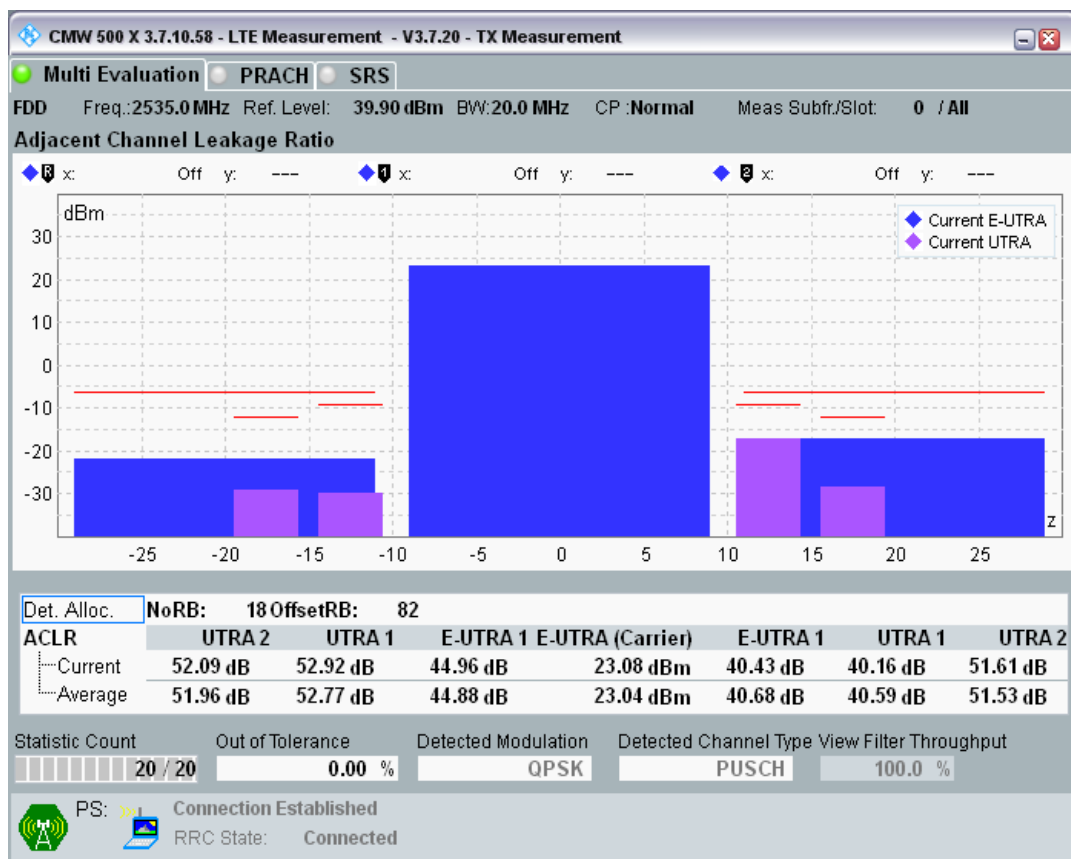 CMW 500 X 3.7.10.58 - LTE Measurement - V3.7.20 - TX Measurement
Multi Evaluation PRACH SRS
FDD Freq.:2535.0 MHz Ref. Level: 39.90 dBm BW:20.0 MHz CP :Normal Meas Subfr./Slot: 0 / All
Adjacent Channel Leakage Ratio
R x: Off y: --- 1 x: Off y: --- 2 x: Off y: ---
dBm
Current E-UTRA
Current UTRA
30
20
10
0
-10
-20
-30
z
-25 -20 -15 -10 -5 0 5 10 15 20 25
Det. Alloc. NoRB: 18 OffsetRB: 82
ACLR UTRA 2 UTRA 1 E-UTRA 1 E-UTRA (Carrier) E-UTRA 1 UTRA 1 UTRA 2
Current 52.09 dB 52.92 dB 44.96 dB 23.08 dBm 40.43 dB 40.16 dB 51.61 dB
Average 51.96 dB 52.77 dB 44.88 dB 23.04 dBm 40.68 dB 40.59 dB 51.53 dB
Statistic Count Out of Tolerance Detected Modulation Detected Channel Type View Filter Throughput
20 / 20 0.00 % QPSK PUSCH 100.0 %
PS: Connection Established
RRC State: Connected